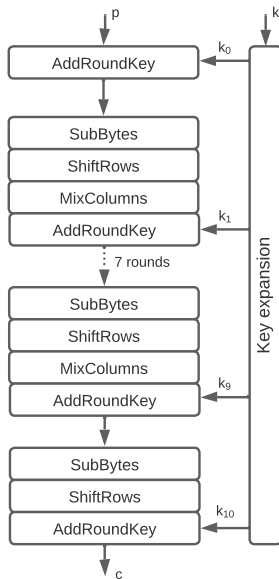 p
k
k0
AddRoundKey
SubBytes
ShiftRows
MixColumns
k1
AddRoundKey
7 rounds
Key expansion
SubBytes
ShiftRows
MixColumns
k9
AddRoundKey
SubBytes
ShiftRows
k10
AddRoundKey
c